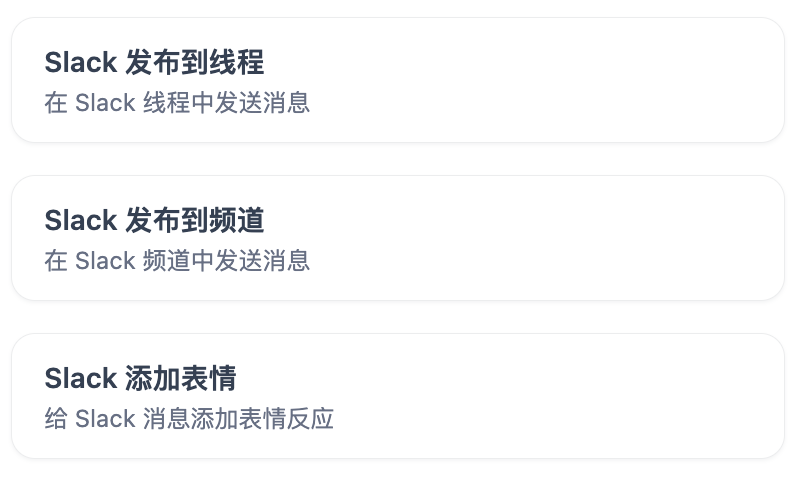 Slack 发布到线程
在 Slack 线程中发送消息
Slack 发布到频道
在 Slack 频道中发送消息
Slack 添加表情
给 Slack 消息添加表情反应